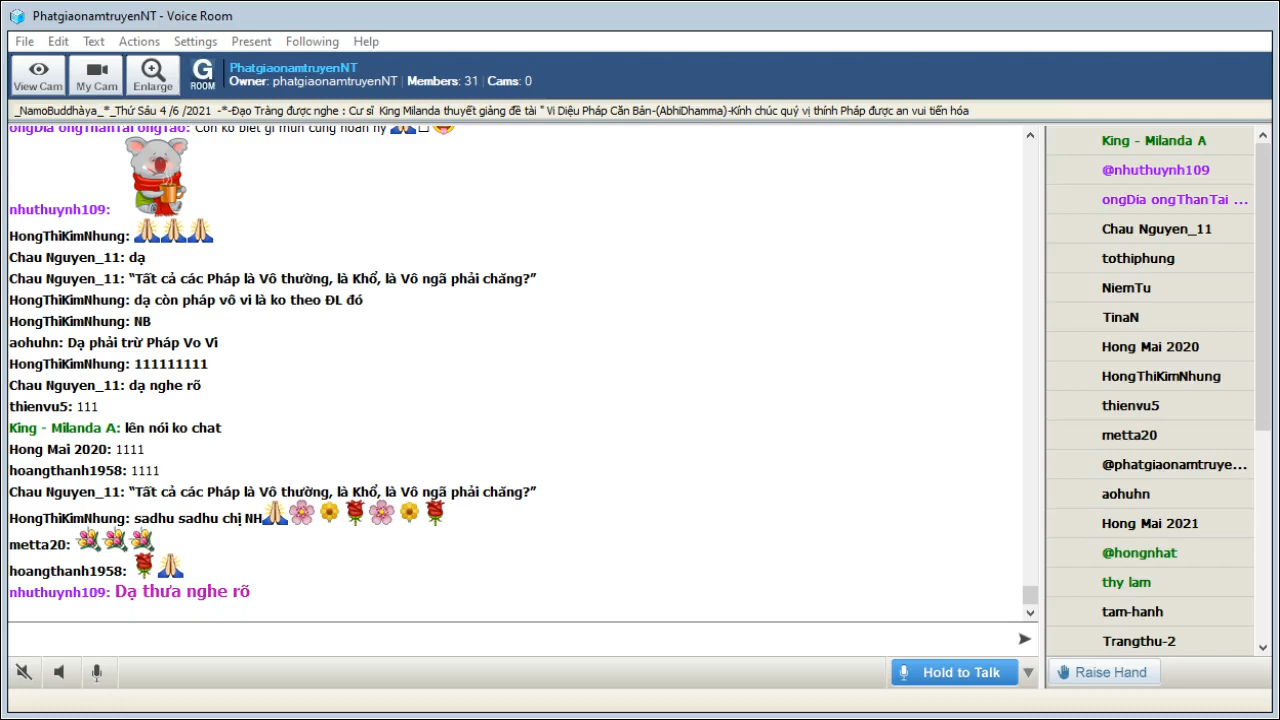 PhatgiaonamtruyenNT - Voice Room
File Edit Text Actions Settings Present Following Help
View Cam My Cam Enlarge G ROOM
PhatgiaonamtruyenNT
Owner: phatgiaonamtruyenNT Members: 31 Cams: 0
_NamoBuddhàya_*_Thứ Sáu 4 /6 /2021 -*-Đạo Tràng được nghe : Cư sĩ King Milanda thuyết giảng đề tài " Vi Diệu Pháp Căn Bản-(AbhiDhamma)-Kính chúc quý vị thính Pháp được an vui tiến hóa
ongDia ongThanTai ongTao: Con ko biết gì mùn cũng hoan hỷ
nhuthuynh109:
HongThiKimNhung:
Chau Nguyen_11: dạ
Chau Nguyen_11: “Tất cả các Pháp là Vô thường, là Khổ, là Vô ngã phải chăng?”
HongThiKimNhung: dạ còn pháp vô vi là ko theo ĐL đó
HongThiKimNhung: NB
aohuhn: Dạ phải trừ Pháp Vo Vi
HongThiKimNhung: 111111111
Chau Nguyen_11: dạ nghe rõ
thienvu5: 111
King - Milanda A: lên nói ko chat
Hong Mai 2020: 1111
hoangthanh1958: 1111
Chau Nguyen_11: “Tất cả các Pháp là Vô thường, là Khổ, là Vô ngã phải chăng?”
HongThiKimNhung: sadhu sadhu chị NH
metta20:
hoangthanh1958:
nhuthuynh109: Dạ thưa nghe rõ
King - Milanda A
@nhuthuynh109
ongDia ongThanTai ...
Chau Nguyen_11
tothiphung
NiemTu
TinaN
Hong Mai 2020
HongThiKimNhung
thienvu5
metta20
@phatgiaonamtruye...
aohuhn
Hong Mai 2021
@hongnhat
thy lam
tam-hanh
Trangthu-2
Hold to Talk
Raise Hand